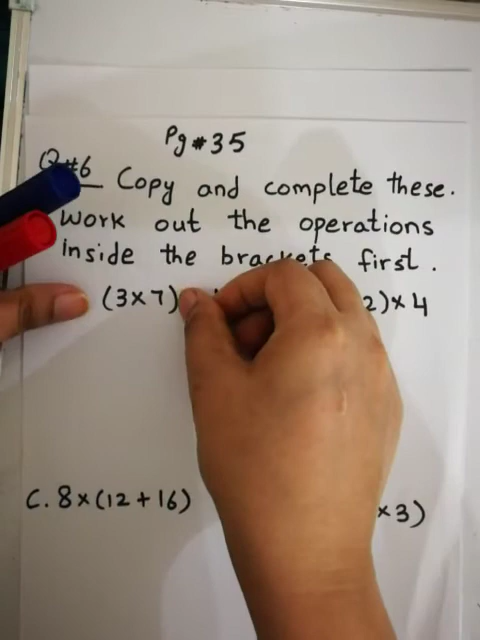 Pg # 35
Q#6 Copy and complete these.
Work out the operations
inside the brackets first.
(3×7) 2)×4
C. 8×(12+16) ×3)